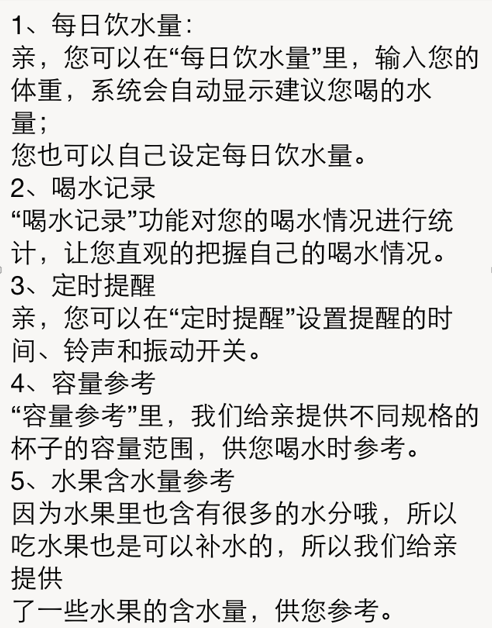 1、每日饮水量：
亲，您可以在“每日饮水量”里，输入您的
体重，系统会自动显示建议您喝的水
量；
您也可以自己设定每日饮水量。
2、喝水记录
“喝水记录”功能对您的喝水情况进行统
计，让您直观的把握自己的喝水情况。
3、定时提醒
亲，您可以在“定时提醒”设置提醒的时
间、铃声和振动开关。
4、容量参考
“容量参考”里，我们给亲提供不同规格的
杯子的容量范围，供您喝水时参考。
5、水果含水量参考
因为水果里也含有很多的水分哦，所以
吃水果也是可以补水的，所以我们给亲
提供
了一些水果的含水量，供您参考。